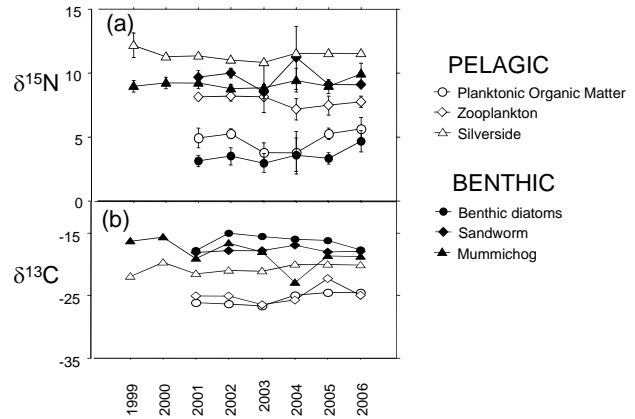 15
(a)
δ15N
10
5
0
PELAGIC
Planktonic Organic Matter
Zooplankton
Silverside
BENTHIC
Benthic diatoms
Sandworm
Mummichog
(b)
-15
δ13C
-25
-35
1999
2000
2001
2002
2003
2004
2005
2006